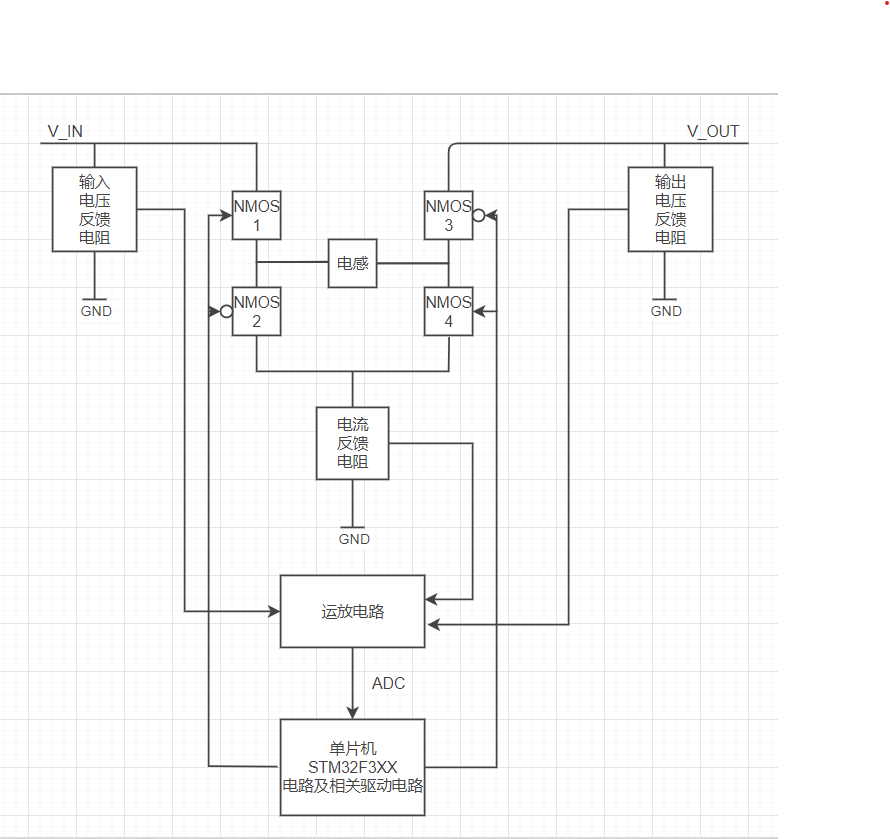 V_IN
V_OUT
输入
电压
反馈
电阻
GND
NMOS
1
NMOS
2
电感
NMOS
3
NMOS
4
输出
电压
反馈
电阻
GND
电流
反馈
电阻
GND
运放电路
ADC
单片机
STM32F3XX
电路及相关驱动电路